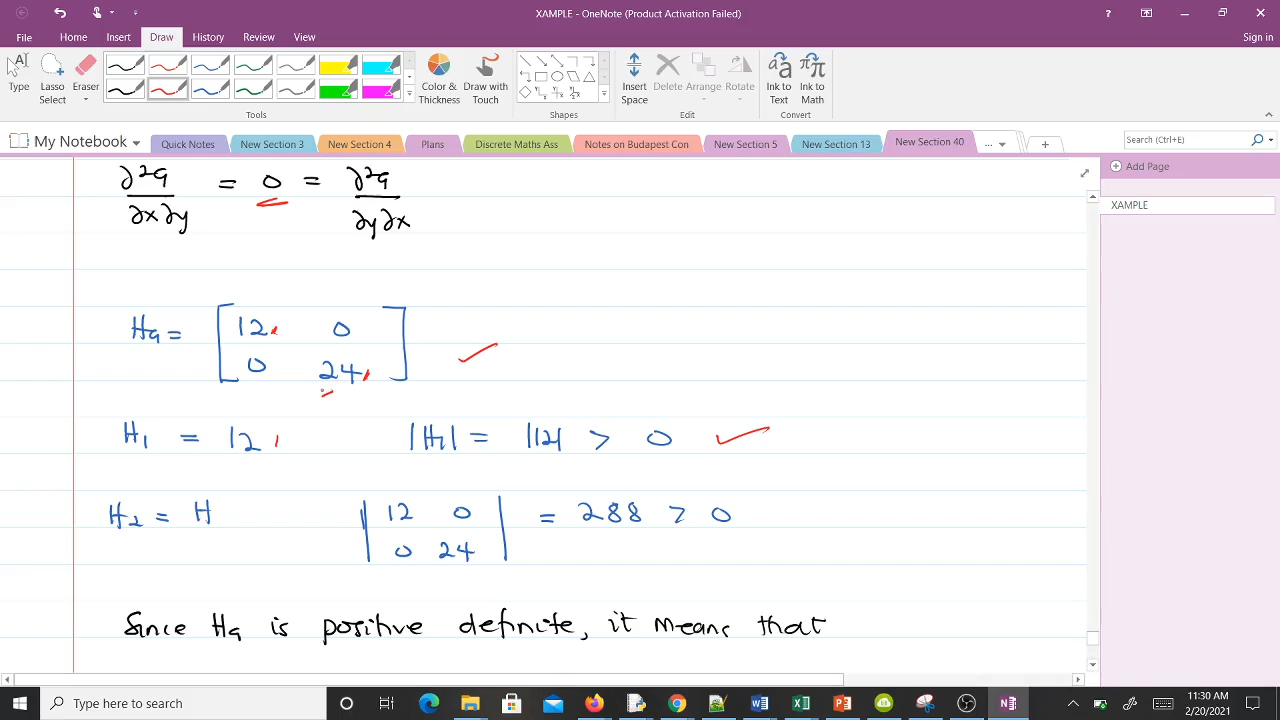 XAMPLE - OneNote (Product Activation Failed)
?
File Home Insert Draw History Review View
Sign in
Type
Lasso Select
Eraser
Color & Thickness
Draw with Touch
Insert Space
Delete
Arrange
Rotate
Ink to Text
Ink to Math
Tools
Shapes
Edit
Convert
My Notebook
Quick Notes
New Section 3
New Section 4
Plans
Discrete Maths Ass
Notes on Budapest Con
New Section 5
New Section 13
New Section 40
...
Search (Ctrl+E)
Add Page
XAMPLE
∂²q/∂x∂y = 0 = ∂²q/∂y∂x
Hq = [ 12 0
0 24 ]
H₁ = 12 |H₁| = |12| > 0
H₂ = H | 12 0
0 24 | = 288 > 0
Since Hq is positive definite, it means that
Type here to search
11:30 AM
2/20/2021